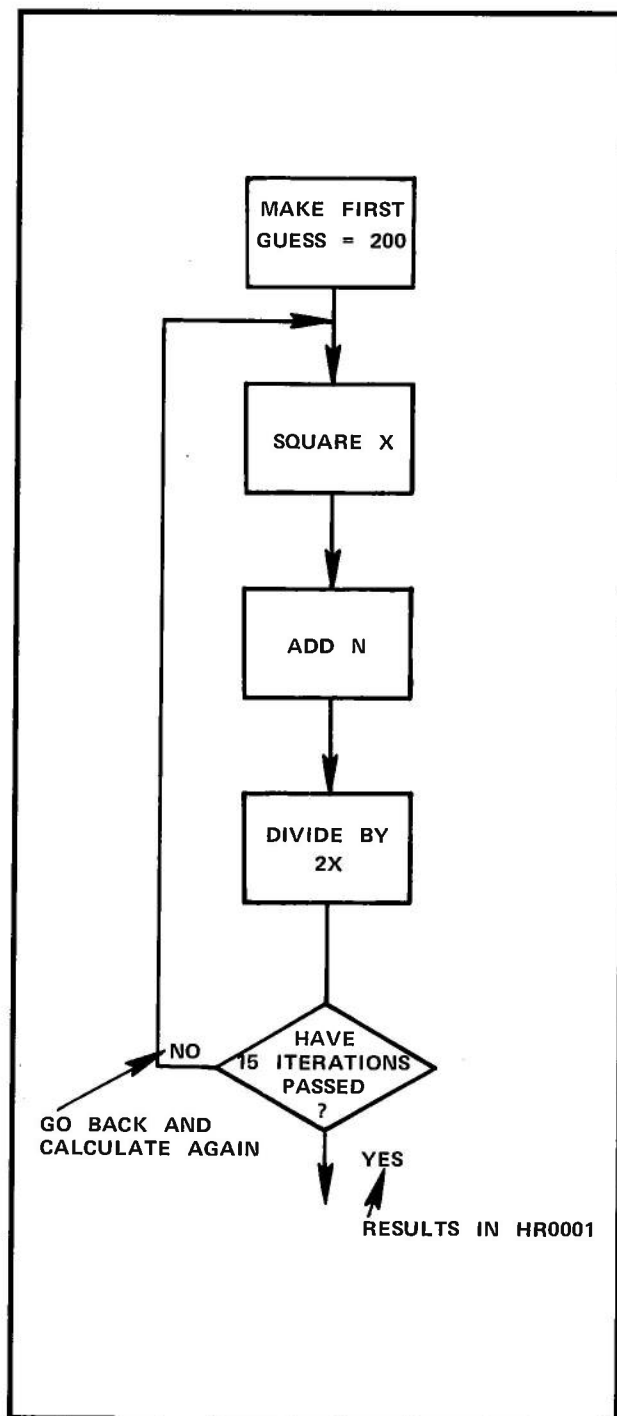 MAKE FIRST
GUESS = 200
SQUARE X
ADD N
DIVIDE BY
2X
HAVE
15 ITERATIONS
PASSED
?
NO
GO BACK AND
CALCULATE AGAIN
YES
RESULTS IN HR0001